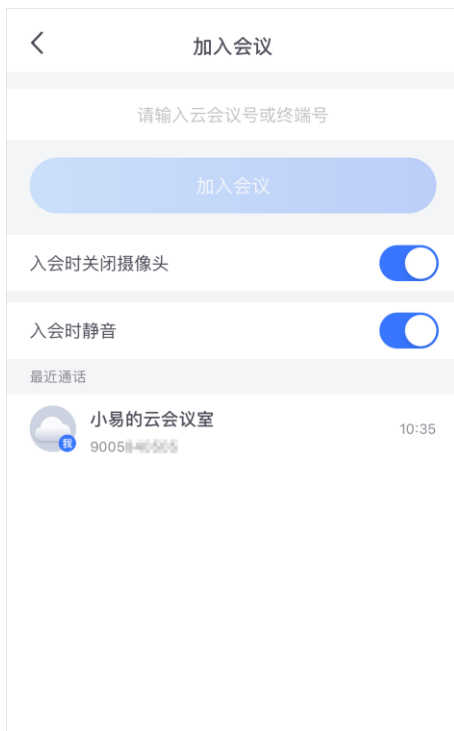 加入会议
请输入云会议号或终端号
加入会议
入会时关闭摄像头
入会时静音
最近通话
小易的云会议室
10:35
我
9005